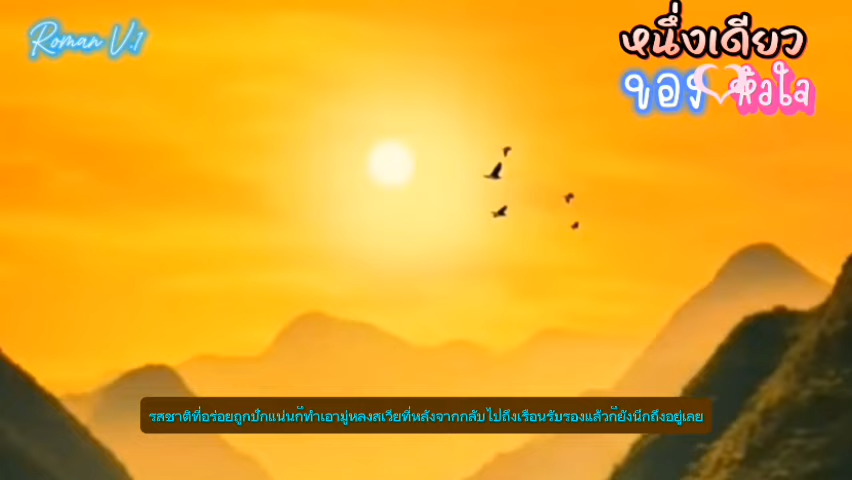 Roman V.1
หนึ่งเดียว
ของหัวใจ
รสชาติที่อร่อยถูกปักแน่นก็ทำเอามู่หลงสเวียที่หลังจากกลับไปถึงเรือนรับรองแล้วก็ยังนึกถึงอยู่เลย